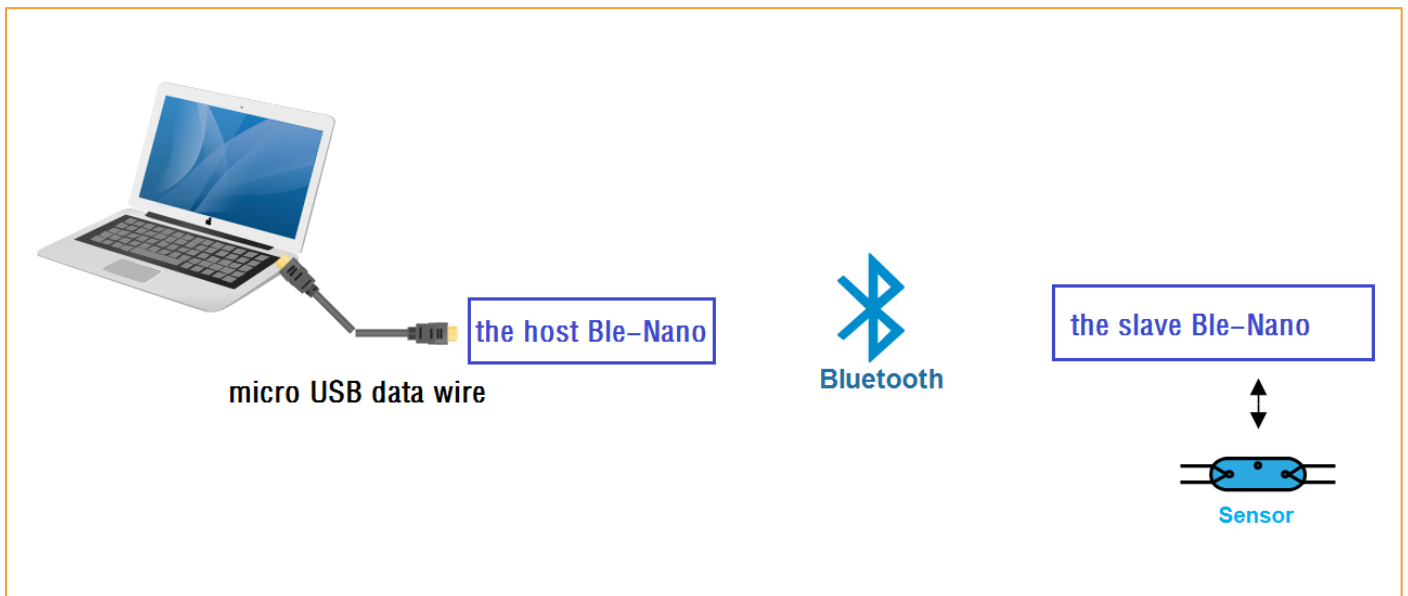 the host Ble-Nano
the slave Ble-Nano
micro USB data wire
Bluetooth
Sensor